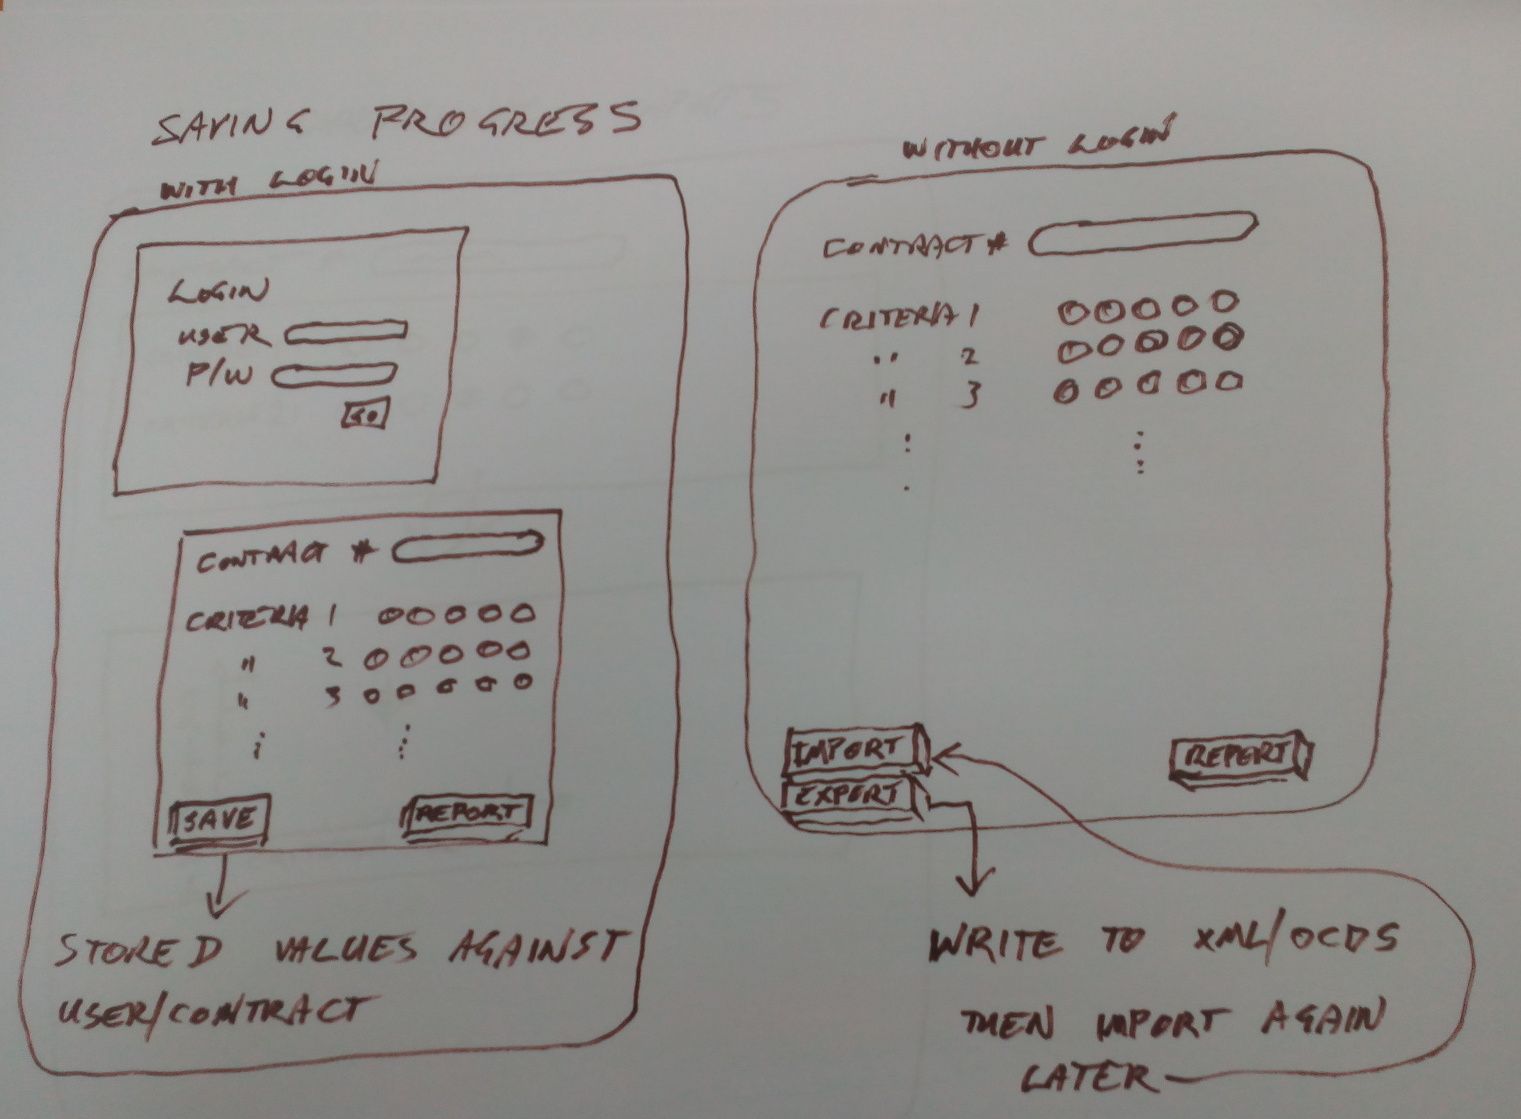 SAVING PROGRESS
WITH LOGIN
LOGIN
USER
P/W
GO
CONTRACT #
CRITERIA 1
" 2
" 3
SAVE
REPORT
STORED VALUES AGAINST
USER/CONTRACT
WITHOUT LOGIN
CONTRACT #
CRITERIA 1
" 2
" 3
IMPORT
EXPORT
REPORT
WRITE TO XML/OCDS
THEN IMPORT AGAIN
LATER